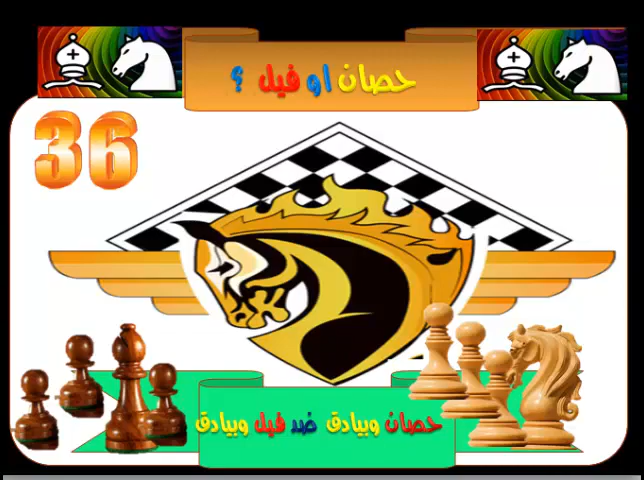 حصان او فيل ؟
36
حصان وبيادق ضد فيل وبيادق